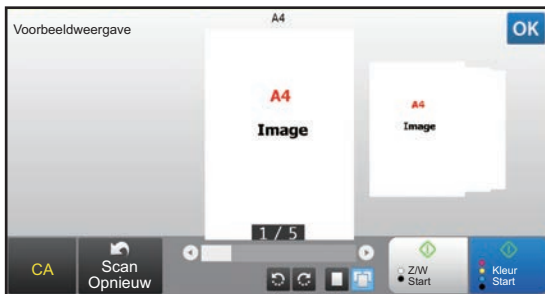 A4
Voorbeeldweergave
OK
A4
Image
A4
Image
1 / 5
CA
Scan
Opnieuw
Z/W
Start
Kleur
Start